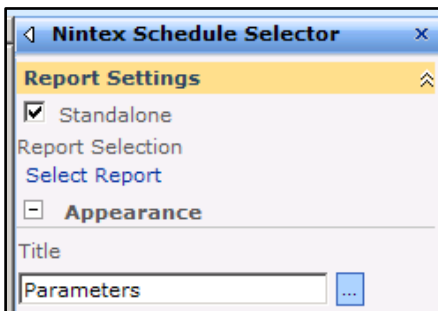 Nintex Schedule Selector x
Report Settings
Standalone
Report Selection
Select Report
Appearance
Title
Parameters ...